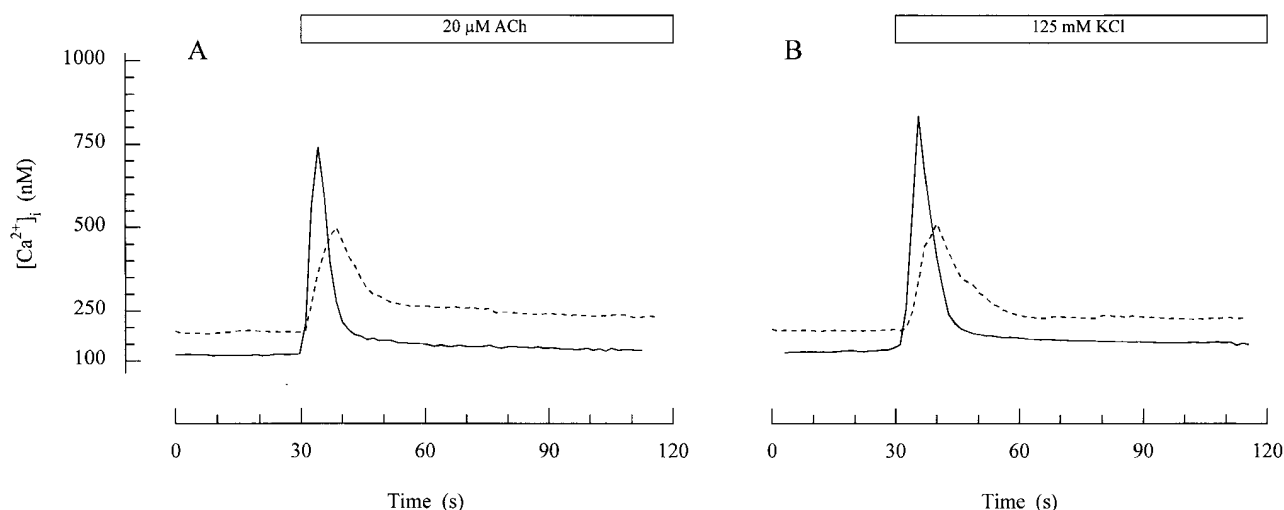 20 μM ACh
125 mM KCl
A
B
[Ca²⁺]ᵢ (nM)
1000
750
500
250
100
0 30 60 90 120
0 30 60 90 120
Time (s)
Time (s)